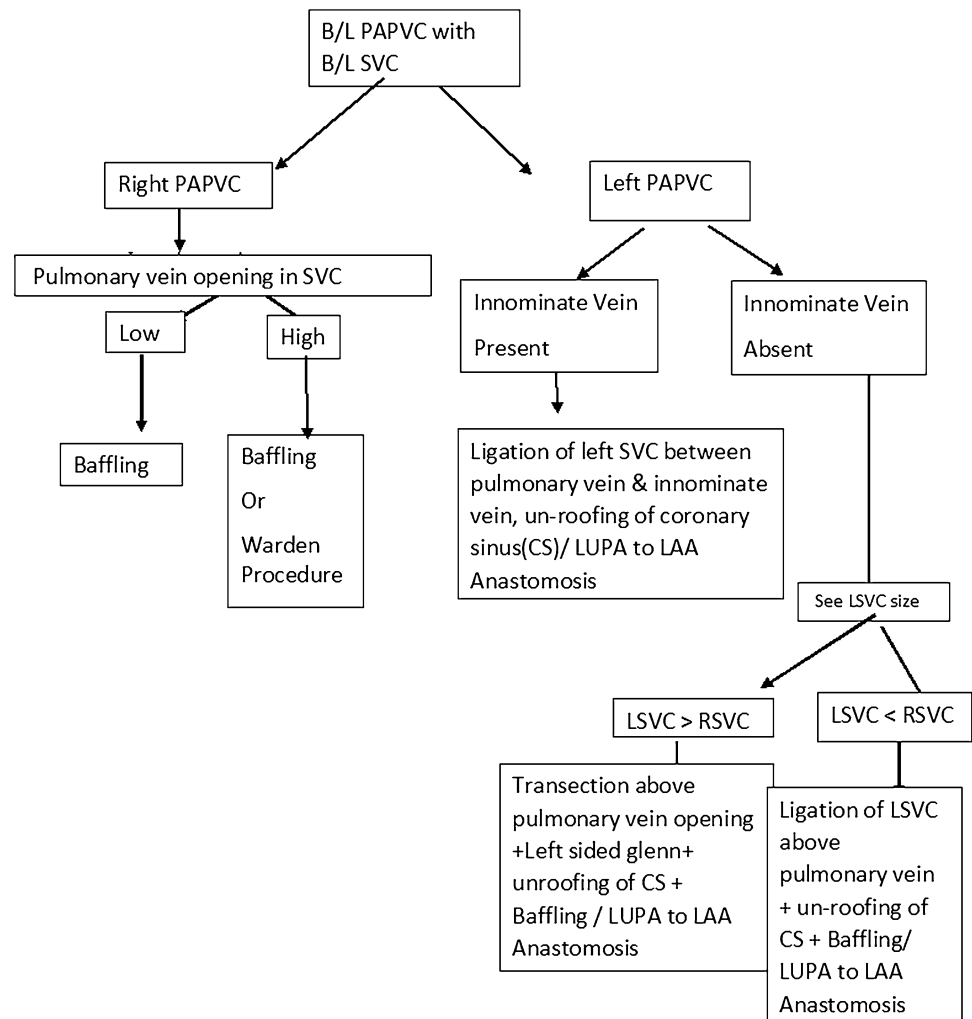 B/L PAPVC with
B/L SVC
Right PAPVC
Left PAPVC
Pulmonary vein opening in SVC
Innominate Vein
Present
Innominate Vein
Absent
Low
High
Baffling
Baffling
Or
Warden
Procedure
Ligation of left SVC between
pulmonary vein & innominate
vein, un-roofing of coronary
sinus(CS)/ LUPA to LAA
Anastomosis
See LSVC size
LSVC > RSVC
LSVC < RSVC
Transection above
pulmonary vein opening
+Left sided glenn+
unroofing of CS +
Baffling / LUPA to LAA
Anastomosis
Ligation of LSVC
above
pulmonary vein
+ un-roofing of
CS + Baffling/
LUPA to LAA
Anastomosis